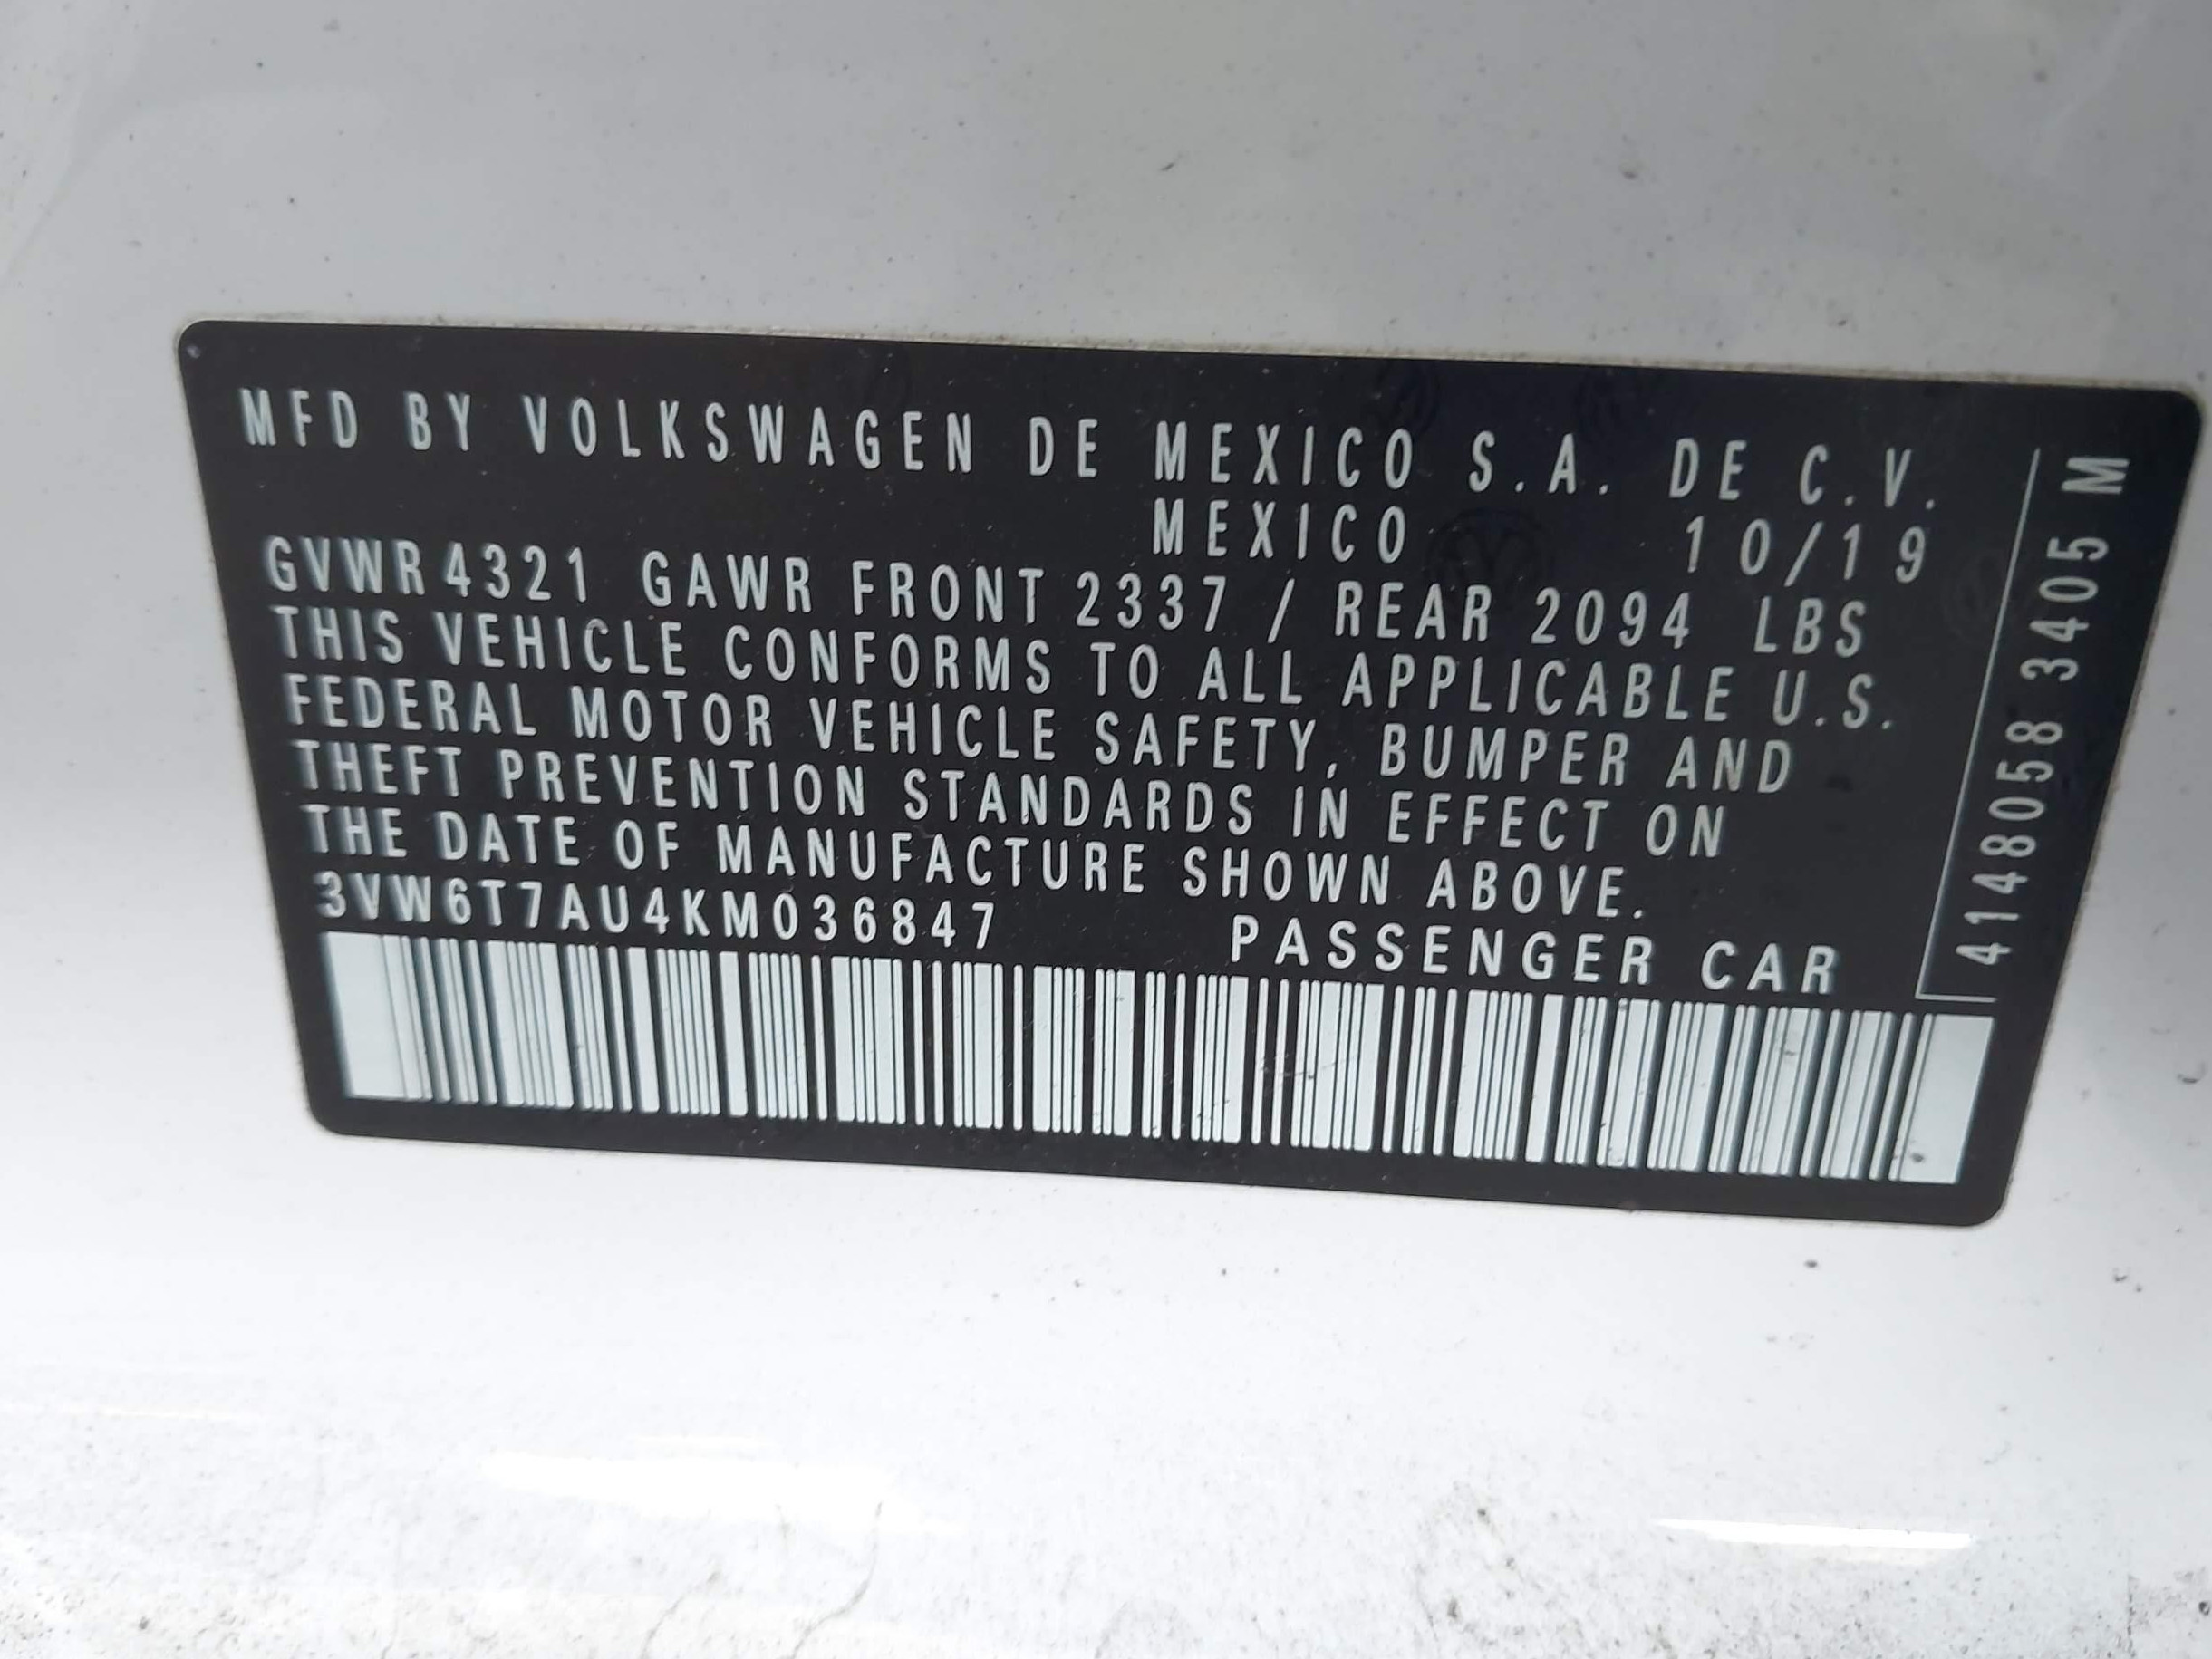 MFD BY VOLKSWAGEN DE MEXICO S.A. DE C.V.
MEXICO 10/19
GVWR 4321 GAWR FRONT 2337 / REAR 2094 LBS
THIS VEHICLE CONFORMS TO ALL APPLICABLE U.S.
FEDERAL MOTOR VEHICLE SAFETY, BUMPER AND
THEFT PREVENTION STANDARDS IN EFFECT ON
THE DATE OF MANUFACTURE SHOWN ABOVE.
3VW6T7AU4KM036847 PASSENGER CAR
4148058 3405 M